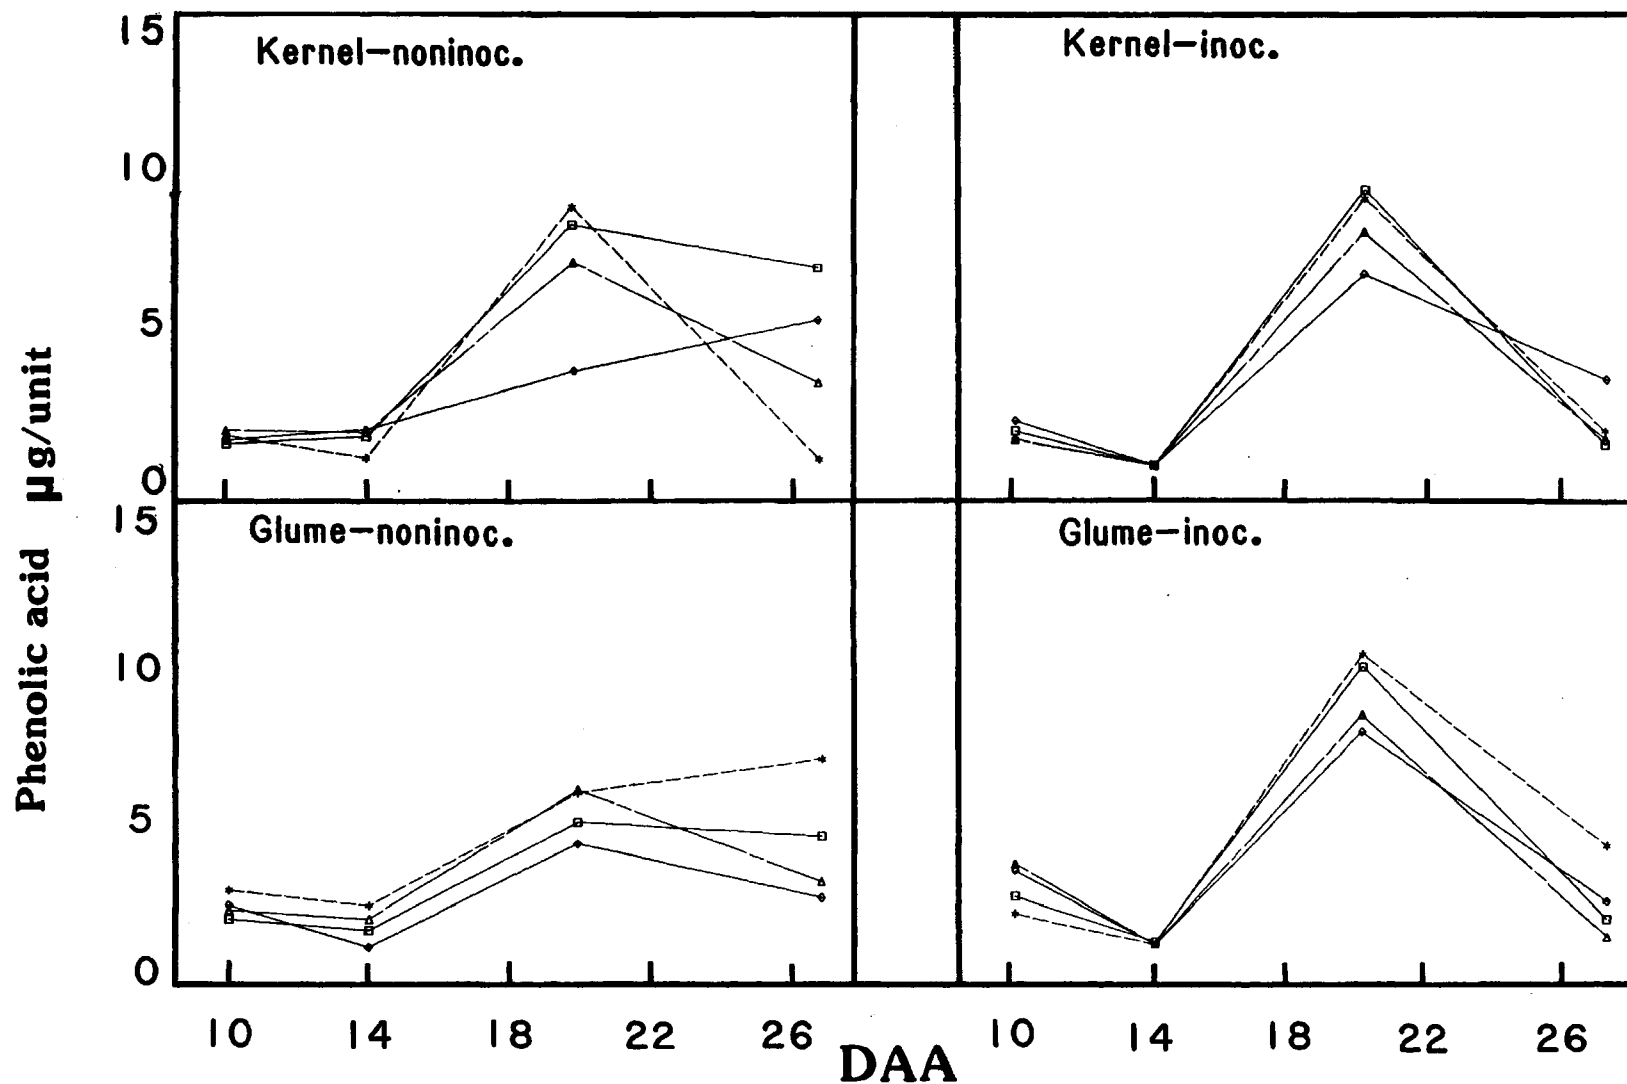 Kernel-noninoc.
Kernel-inoc.
15
10
5
0
Glume-noninoc.
Glume-inoc.
15
10
5
0
Phenolic acid µg/unit
10 14 18 22 26
10 14 18 22 26
DAA